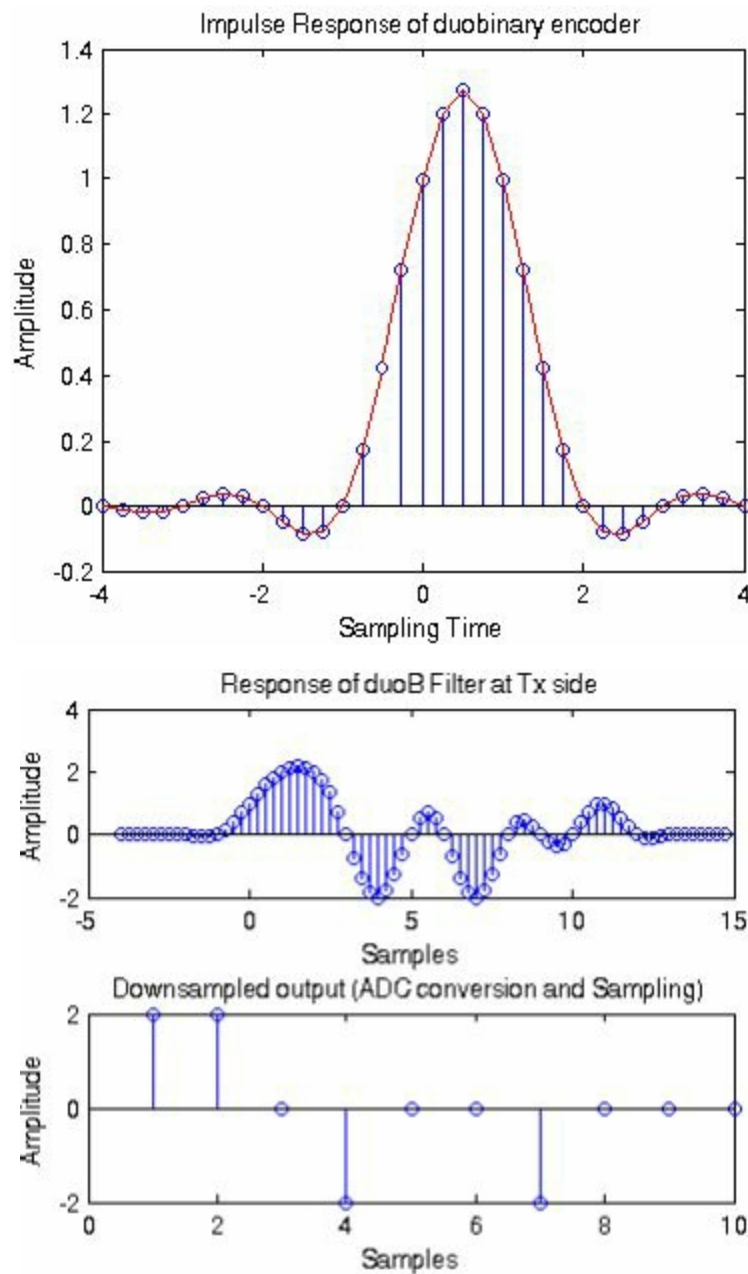 Impulse Response of duobinary encoder
1.4
1.2
1
0.8
0.6
0.4
0.2
0
-0.2
Amplitude
-4 -2 0 2 4
Sampling Time
Response of duoB Filter at Tx side
4
2
0
-2
Amplitude
-5 0 5 10 15
Samples
Downsampled output (ADC conversion and Sampling)
2
0
-2
Amplitude
0 2 4 6 8 10
Samples